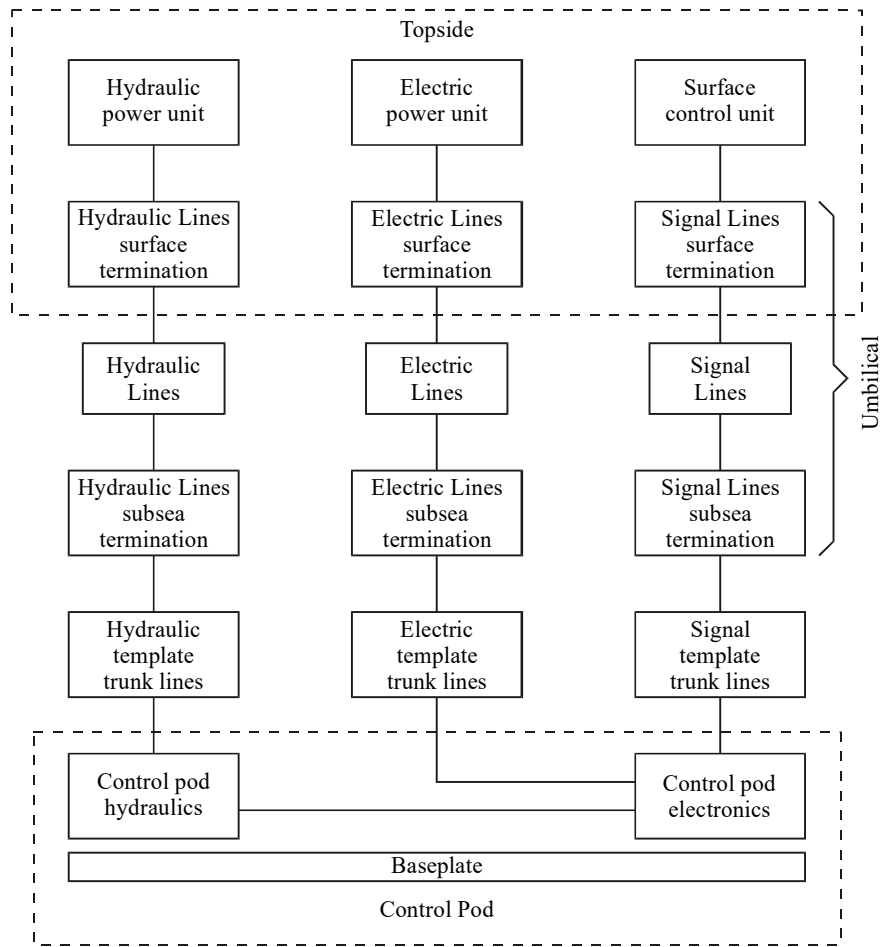 Topside
Hydraulic
power unit
Electric
power unit
Surface
control unit
Hydraulic Lines
surface
termination
Electric Lines
surface
termination
Signal Lines
surface
termination
Hydraulic
Lines
Electric
Lines
Signal
Lines
Umbilical
Hydraulic Lines
subsea
termination
Electric Lines
subsea
termination
Signal Lines
subsea
termination
Hydraulic
template
trunk lines
Electric
template
trunk lines
Signal
template
trunk lines
Control pod
hydraulics
Control pod
electronics
Baseplate
Control Pod